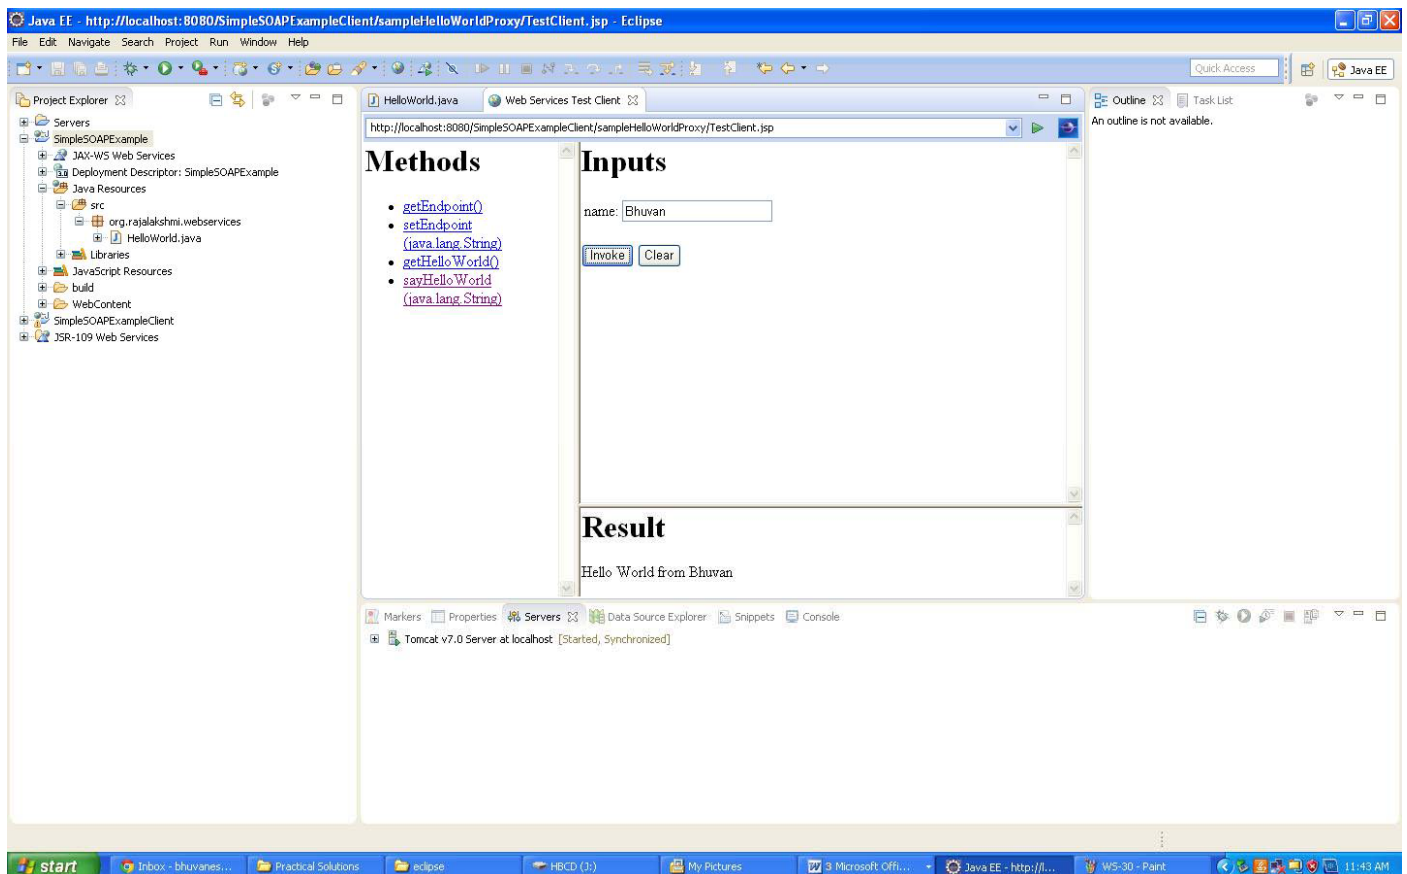 Java EE - http://localhost:8080/SimpleSOAPExampleClient/sampleHelloWorldProxy/TestClient.jsp - Eclipse
File Edit Navigate Search Project Run Window Help
Quick Access
Java EE
Project Explorer
Servers
SimpleSOAPExample
JAX-WS Web Services
Deployment Descriptor: SimpleSOAPExample
Java Resources
src
org.rajalakshmi.webservices
HelloWorld.java
Libraries
JavaScript Resources
build
WebContent
SimpleSOAPExampleClient
JSR-109 Web Services
HelloWorld.java
Web Services Test Client
http://localhost:8080/SimpleSOAPExampleClient/sampleHelloWorldProxy/TestClient.jsp
Methods
getEndpoint()
setEndpoint
(java.lang.String)
getHelloWorld()
sayHelloWorld
(java.lang.String)
Inputs
name: Bhuvan
Invoke Clear
Result
Hello World from Bhuvan
Outline Task List
An outline is not available.
Markers Properties Servers Data Source Explorer Snippets Console
Tomcat v7.0 Server at localhost [Started, Synchronized]
start Inbox - bhuvanes... Practical Solutions eclipse HBCD (J:) My Pictures 3 Microsoft Offi... Java EE - http://l... WS-30 - Paint 11:43 AM